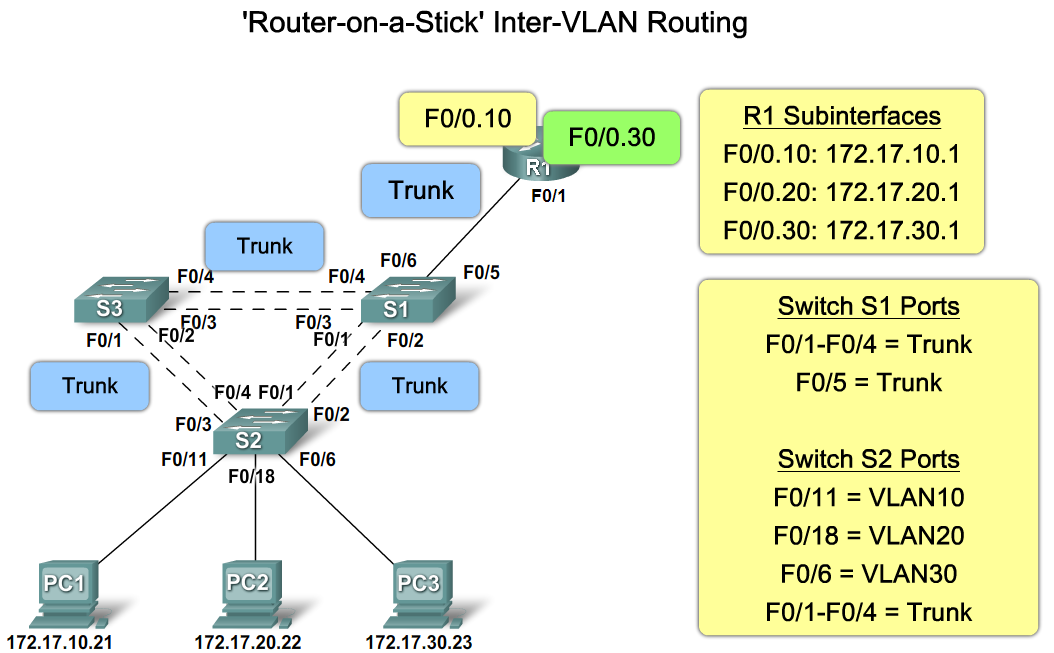 'Router-on-a-Stick' Inter-VLAN Routing
F0/0.10
F0/0.30
R1
F0/1
Trunk
Trunk
F0/6
F0/5
F0/4
F0/4
S3
S1
F0/3
F0/3
F0/1
F0/2
F0/1
F0/2
Trunk
Trunk
F0/4
F0/1
F0/2
F0/3
S2
F0/11
F0/18
F0/6
PC1
PC2
PC3
172.17.10.21
172.17.20.22
172.17.30.23
R1 Subinterfaces
F0/0.10: 172.17.10.1
F0/0.20: 172.17.20.1
F0/0.30: 172.17.30.1
Switch S1 Ports
F0/1-F0/4 = Trunk
F0/5 = Trunk
Switch S2 Ports
F0/11 = VLAN10
F0/18 = VLAN20
F0/6 = VLAN30
F0/1-F0/4 = Trunk